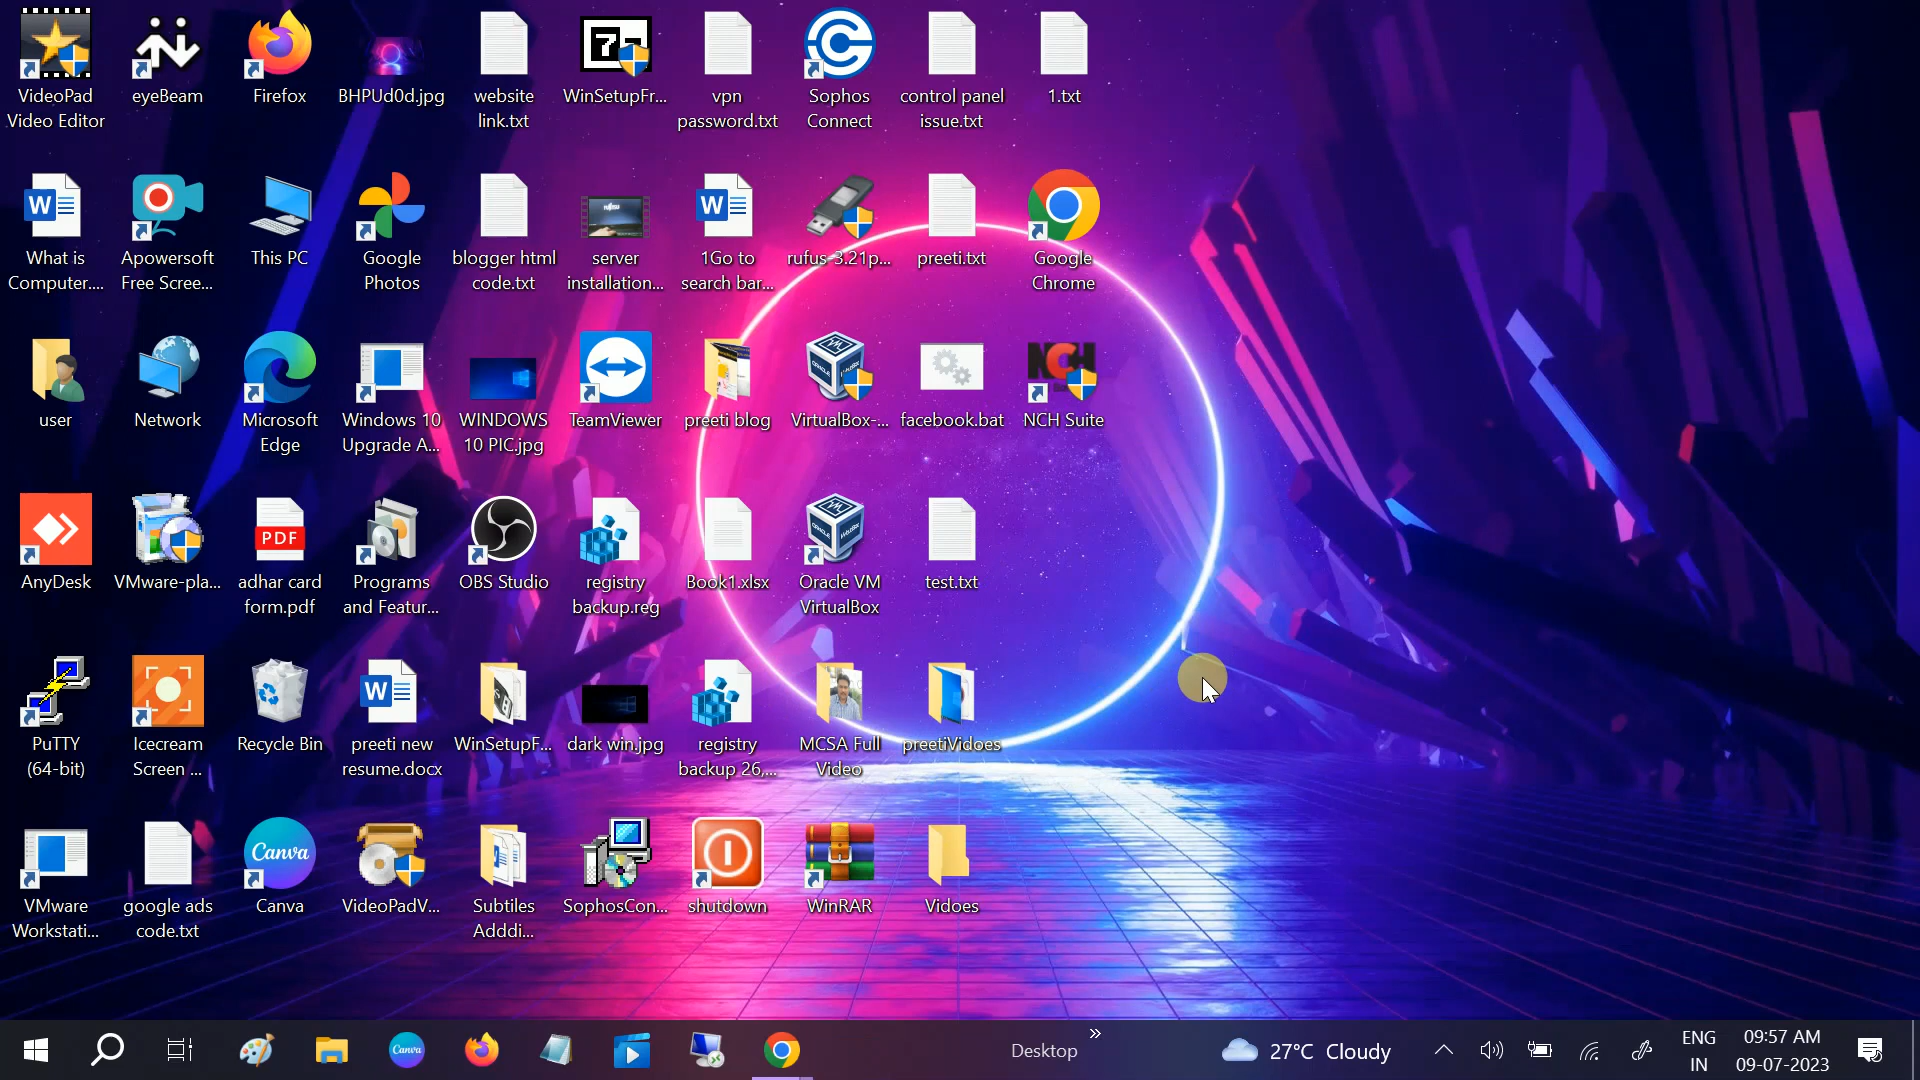 VideoPad
Video Editor
eyeBeam
Firefox
BHPUd0d.jpg
website
link.txt
WinSetupFr...
vpn
password.txt
Sophos
Connect
control panel
issue.txt
1.txt
What is
Computer....
Apowersoft
Free Scree...
This PC
Google
Photos
blogger html
code.txt
server
installation...
1Go to
search bar...
rufus-3.21p...
preeti.txt
Google
Chrome
user
Network
Microsoft
Edge
Windows 10
Upgrade A...
WINDOWS
10 PIC.jpg
TeamViewer
preeti blog
VirtualBox-...
facebook.bat
NCH
NCH Suite
AnyDesk
VMware-pla...
PDF
adhar card
form.pdf
Programs
and Featur...
OBS Studio
registry
backup.reg
Book1.xlsx
Oracle VM
VirtualBox
test.txt
PuTTY
(64-bit)
Icecream
Screen ...
Recycle Bin
preeti new
resume.docx
WinSetupF...
dark win.jpg
registry
backup 26,...
MCSA Full
Video
preetiVidoes
VMware
Workstati...
google ads
code.txt
Canva
Canva
VideoPadV...
Subtiles
Adddi...
SophosCon...
shutdown
WinRAR
Vidoes
Canva
Desktop
27°C Cloudy
ENG
IN
09:57 AM
09-07-2023